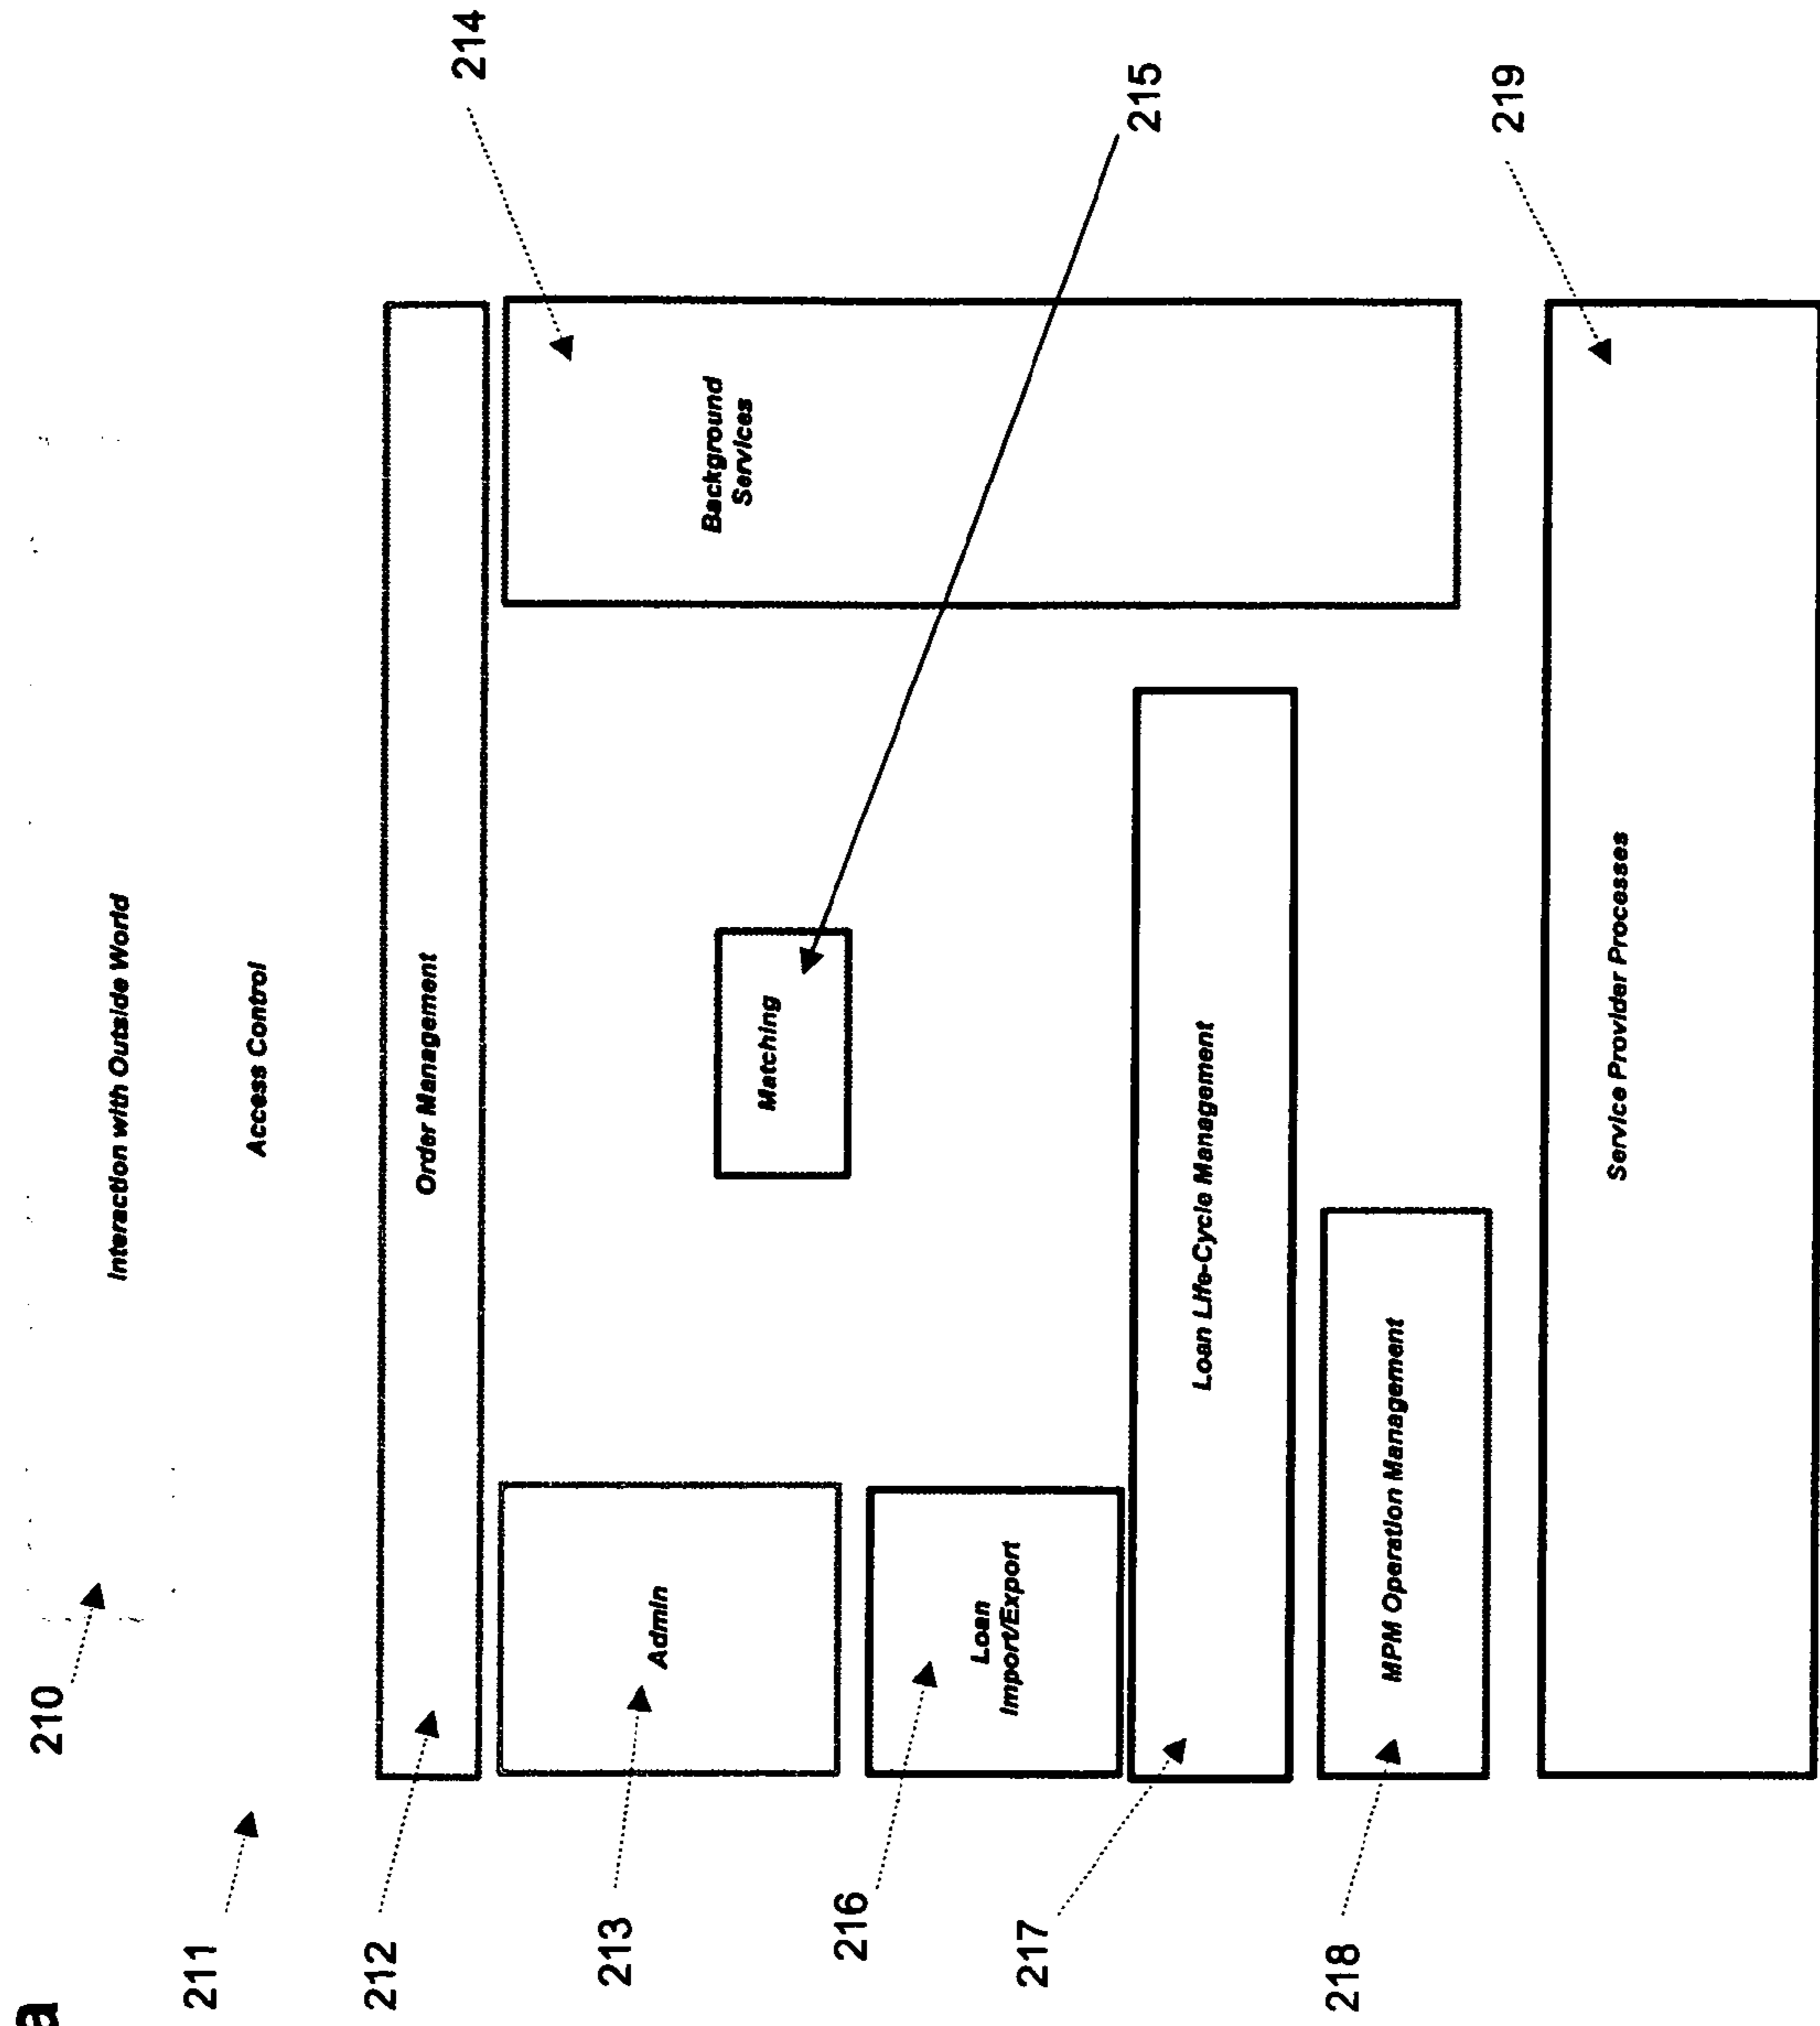 a
210
Interaction with Outside World
211
Access Control
212
Order Management
214
213
Admin
Background
Services
Matching
215
216
Loan
Import/Export
217
Loan Life-Cycle Management
218
MPM Operation Management
219
Service Provider Processes